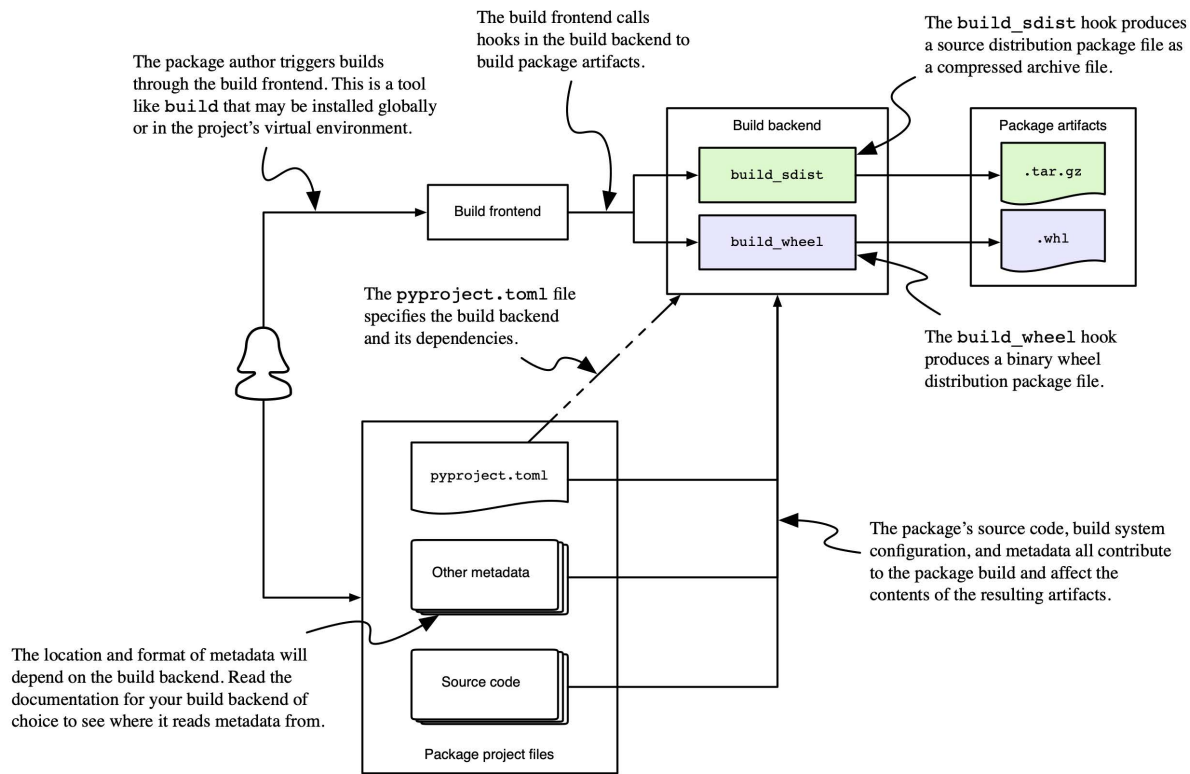 The build frontend calls
hooks in the build backend to
build package artifacts.
The build_sdist hook produces
a source distribution package file as
a compressed archive file.
The package author triggers builds
through the build frontend. This is a tool
like build that may be installed globally
or in the project's virtual environment.
Build backend
Package artifacts
build_sdist
.tar.gz
Build frontend
build_wheel
.whl
The pyproject.toml file
specifies the build backend
and its dependencies.
The build_wheel hook
produces a binary wheel
distribution package file.
pyproject.toml
Other metadata
The package's source code, build system
configuration, and metadata all contribute
to the package build and affect the
contents of the resulting artifacts.
The location and format of metadata will
depend on the build backend. Read the
documentation for your build backend of
choice to see where it reads metadata from.
Source code
Package project files